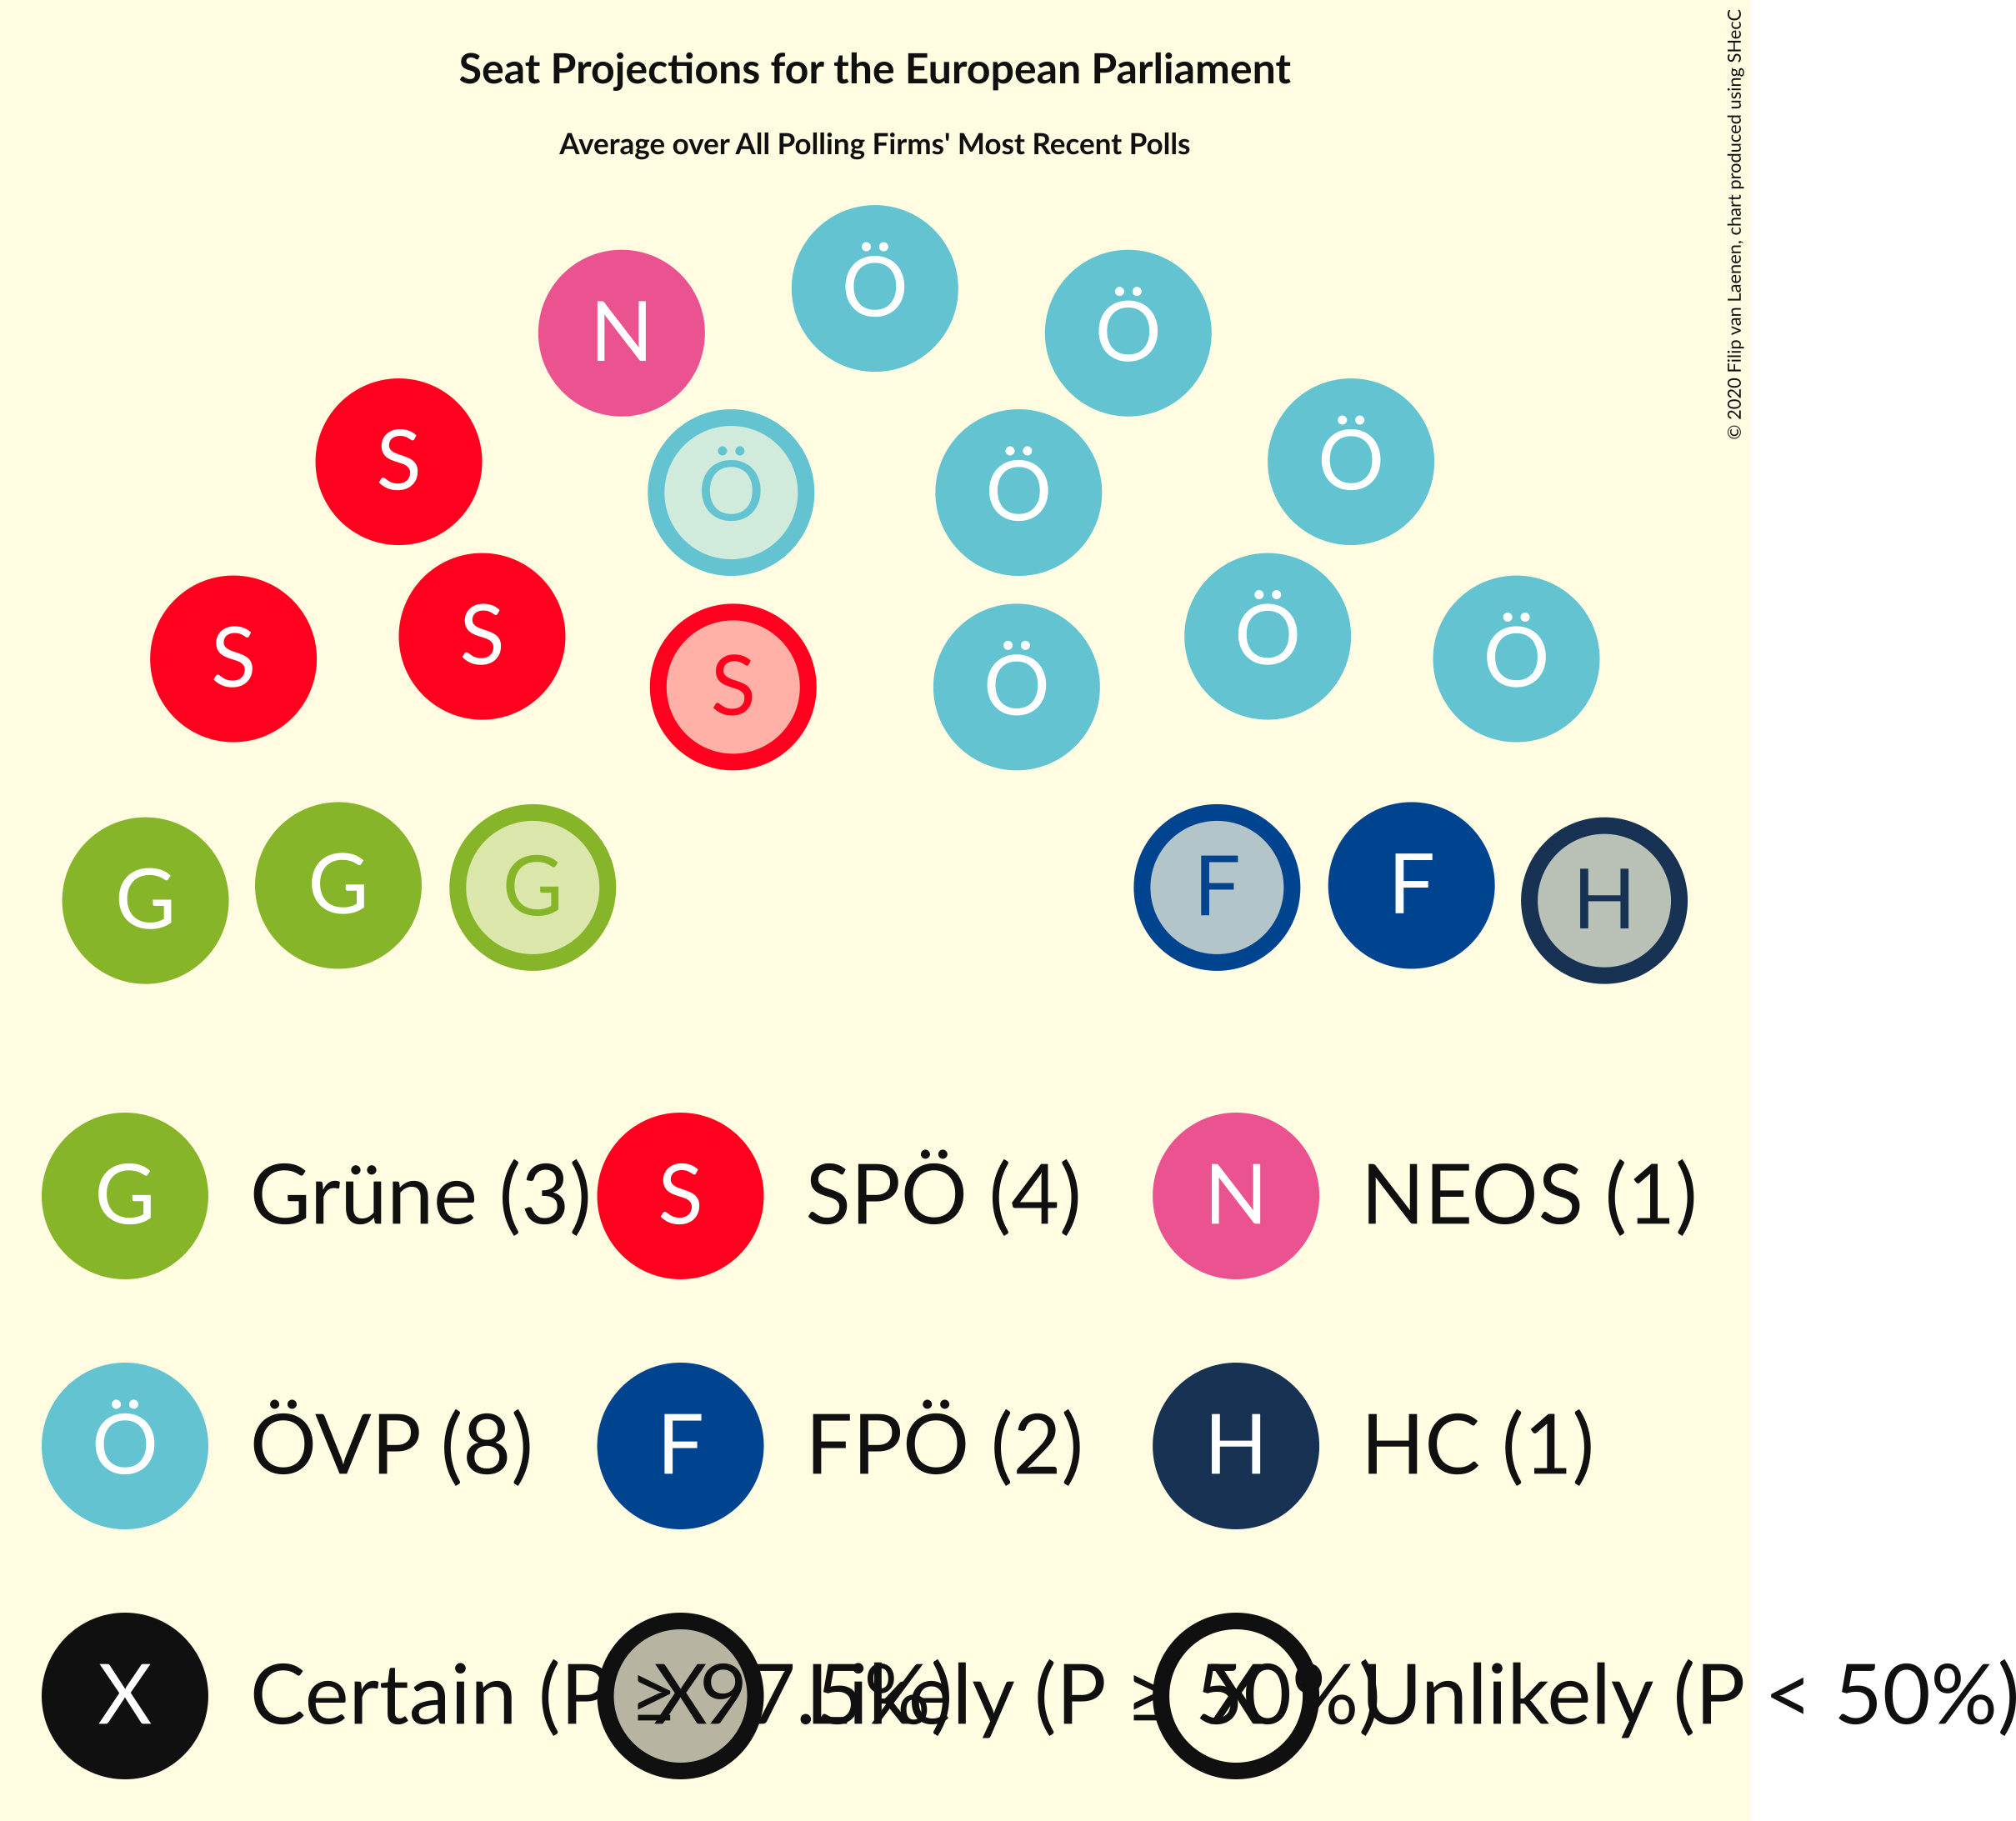 Seat Projections for the European Parliament
Average over All Polling Firms' Most Recent Polls
© 2020 Filip van Laenen, chart produced using SHecC
Ö
N Ö
S Ö
Ö Ö
S S Ö Ö
S Ö
G G G F F H
G Grüne (3) S SPÖ (4) N NEOS (1)
Ö ÖVP (8) F FPÖ (2) H HC (1)
X Certain (P ≥ 97.5%) X Likely (P ≥ 50%) X Unlikely (P < 50%)